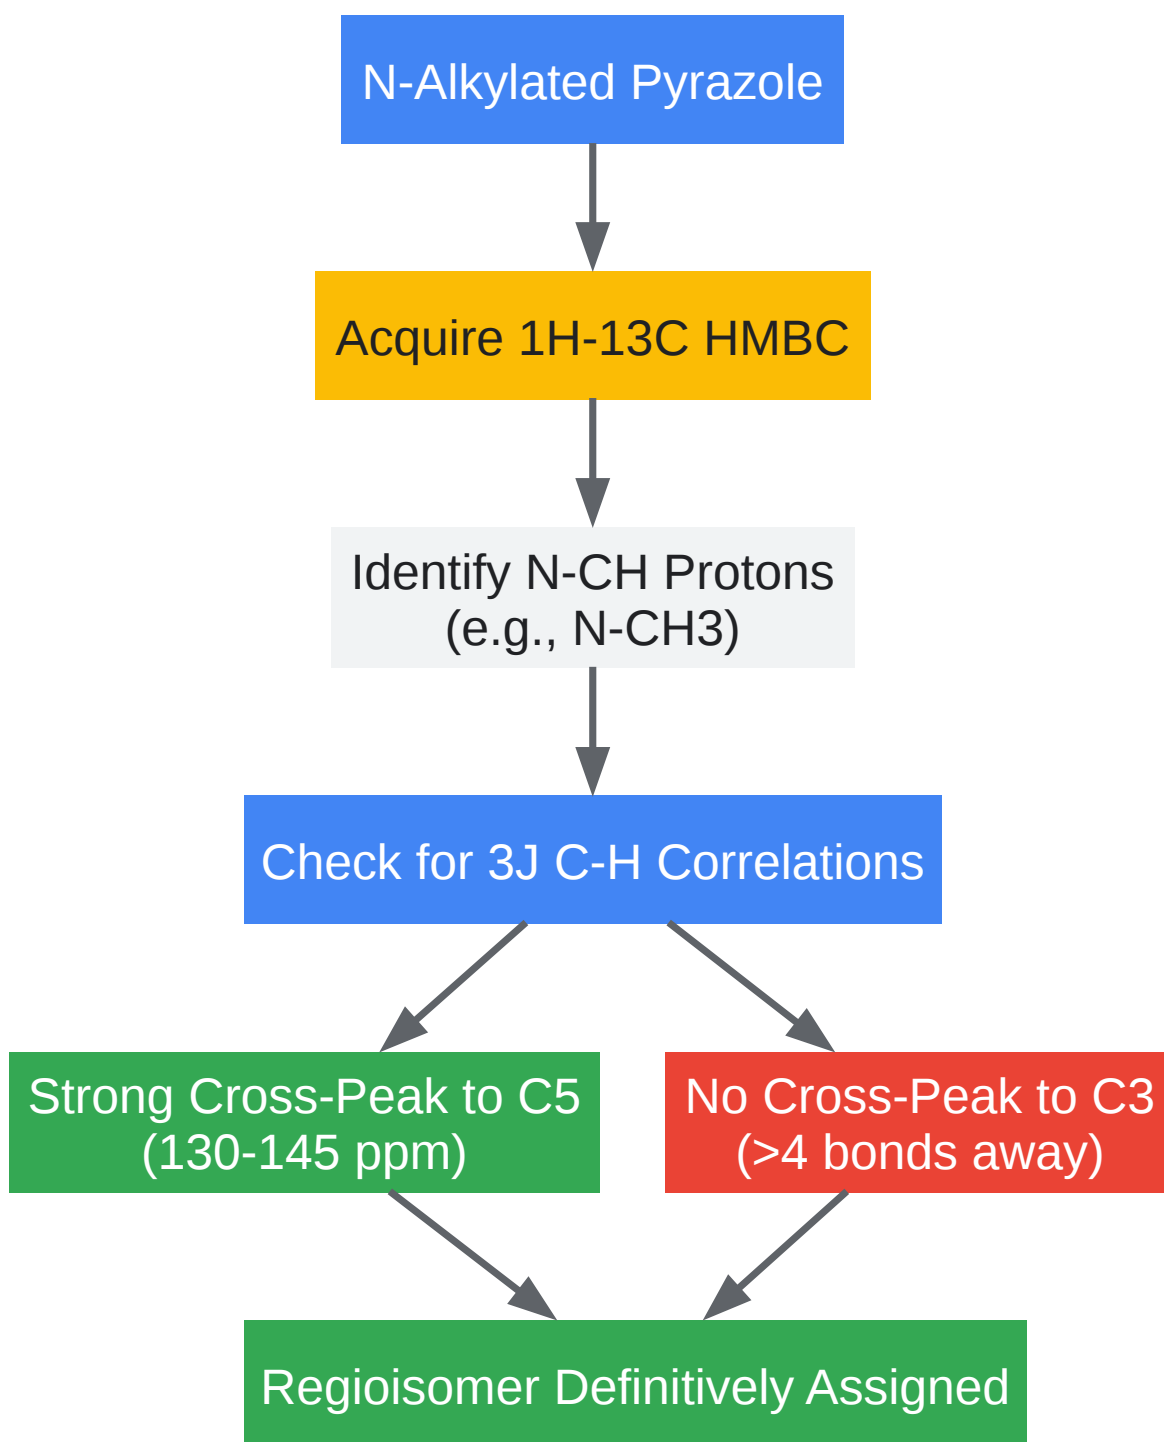 N-Alkylated Pyrazole
Acquire 1H-13C HMBC
Identify N-CH Protons
(e.g., N-CH3)
Check for 3J C-H Correlations
Strong Cross-Peak to C5
(130-145 ppm)
No Cross-Peak to C3
(>4 bonds away)
Regioisomer Definitively Assigned